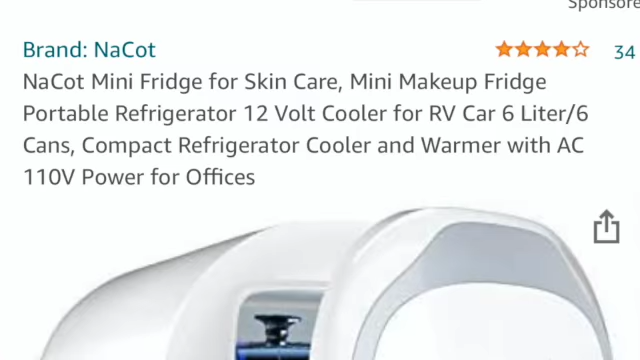 Sponsore
Brand: NaCot
34
NaCot Mini Fridge for Skin Care, Mini Makeup Fridge
Portable Refrigerator 12 Volt Cooler for RV Car 6 Liter/6
Cans, Compact Refrigerator Cooler and Warmer with AC
110V Power for Offices